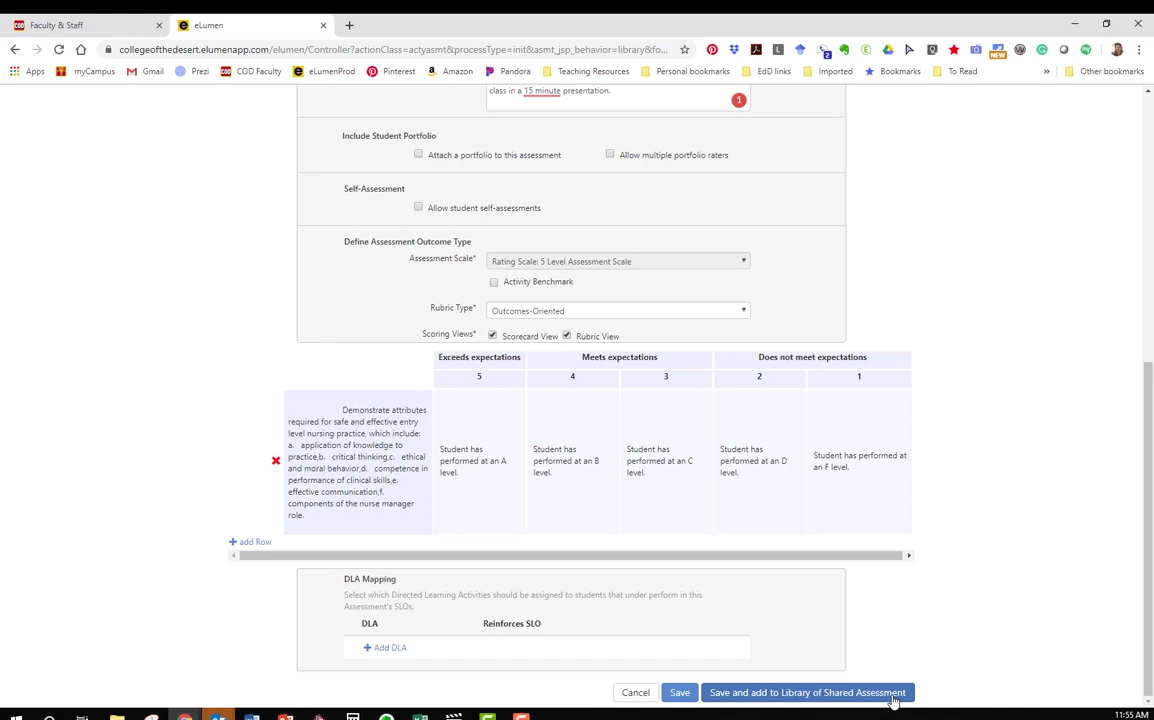 Faculty & Staff
eLumen
collegeofthedesert.elumenapp.com/elumen/Controller?actionClass=actyasmt&processType=init&asmt_jsp_behavior=library&fo...
Apps
myCampus
Gmail
Prezi
COD Faculty
eLumenProd
Pinterest
Amazon
Pandora
Teaching Resources
Personal bookmarks
EdD links
Imported
Bookmarks
To Read
Other bookmarks
class in a 15 minute presentation.
1
Include Student Portfolio
Attach a portfolio to this assessment
Allow multiple portfolio raters
Self-Assessment
Allow student self-assessments
Define Assessment Outcome Type
Assessment Scale*
Rating Scale: 5 Level Assessment Scale
Activity Benchmark
Rubric Type*
Outcomes-Oriented
Scoring Views*
Scorecard View
Rubric View
Exceeds expectations
Meets expectations
Does not meet expectations
5
4
3
2
1
Demonstrate attributes
required for safe and effective entry
level nursing practice, which include:
a. application of knowledge to
practice,b. critical thinking,c. ethical
and moral behavior,d. competence in
performance of clinical skills,e.
effective communication,f.
components of the nurse manager
role.
Student has
performed at an A
level.
Student has
performed at an B
level.
Student has
performed at an C
level.
Student has
performed at an D
level.
Student has performed at
an F level.
add Row
DLA Mapping
Select which Directed Learning Activities should be assigned to students that under perform in this
Assessment's SLOs.
DLA
Reinforces SLO
Add DLA
Cancel
Save
Save and add to Library of Shared Assessment
11:55 AM